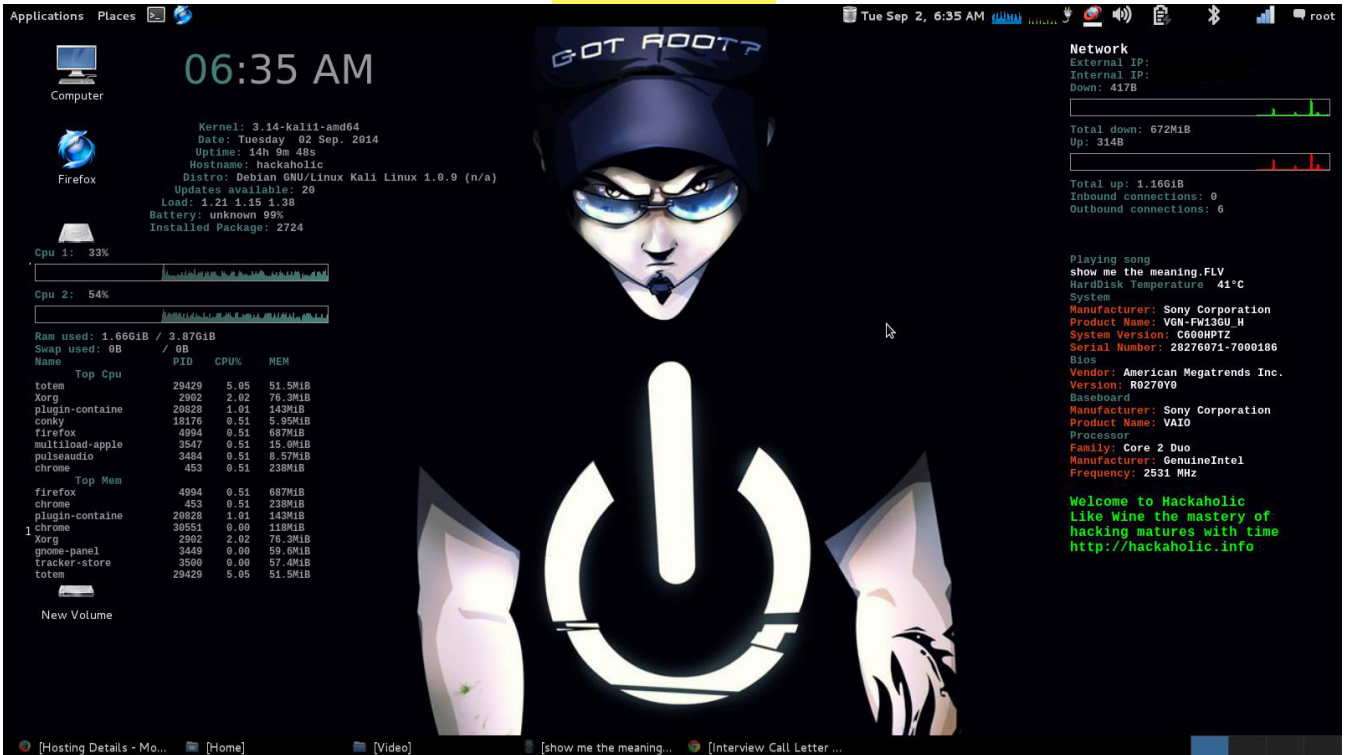 Applications Places
Tue Sep 2, 6:35 AM
root
Computer
Firefox
06:35 AM
Kernel: 3.14-kali1-amd64
Date: Tuesday 02 Sep. 2014
Uptime: 14h 9m 48s
Hostname: hackaholic
Distro: Debian GNU/Linux Kali Linux 1.0.9 (n/a)
Updates available: 20
Load: 1.21 1.15 1.38
Battery: unknown 99%
Installed Package: 2724
Cpu 1: 33%
Cpu 2: 54%
Ram used: 1.66GiB / 3.87GiB
Swap used: 0B / 0B
Name PID CPU% MEM
Top Cpu
totem 29429 5.05 51.5MiB
Xorg 2902 2.02 76.3MiB
plugin-containe 20828 1.01 143MiB
conky 18176 0.51 5.95MiB
firefox 4994 0.51 687MiB
multiload-apple 3547 0.51 15.0MiB
pulseaudio 3484 0.51 8.57MiB
chrome 453 0.51 238MiB
Top Mem
firefox 4994 0.51 687MiB
chrome 453 0.51 238MiB
plugin-containe 20828 1.01 143MiB
1 chrome 30551 0.00 118MiB
Xorg 2902 2.02 76.3MiB
gnome-panel 3449 0.00 59.6MiB
tracker-store 3500 0.00 57.4MiB
totem 29429 5.05 51.5MiB
New Volume
GOT ROOT?
Network
External IP:
Internal IP:
Down: 417B
Total down: 672MiB
Up: 314B
Total up: 1.16GiB
Inbound connections: 0
Outbound connections: 6
Playing song
show me the meaning.FLV
HardDisk Temperature 41°C
System
Manufacturer: Sony Corporation
Product Name: VGN-FW13GU_H
System Version: C600HPTZ
Serial Number: 28276071-7000186
Bios
Vendor: American Megatrends Inc.
Version: R0270Y0
Baseboard
Manufacturer: Sony Corporation
Product Name: VAIO
Processor
Family: Core 2 Duo
Manufacturer: GenuineIntel
Frequency: 2531 MHz
Welcome to Hackaholic
Like Wine the mastery of
hacking matures with time
http://hackaholic.info
[Hosting Details - Mo... [Home] [Video] [show me the meaning... [Interview Call Letter ...